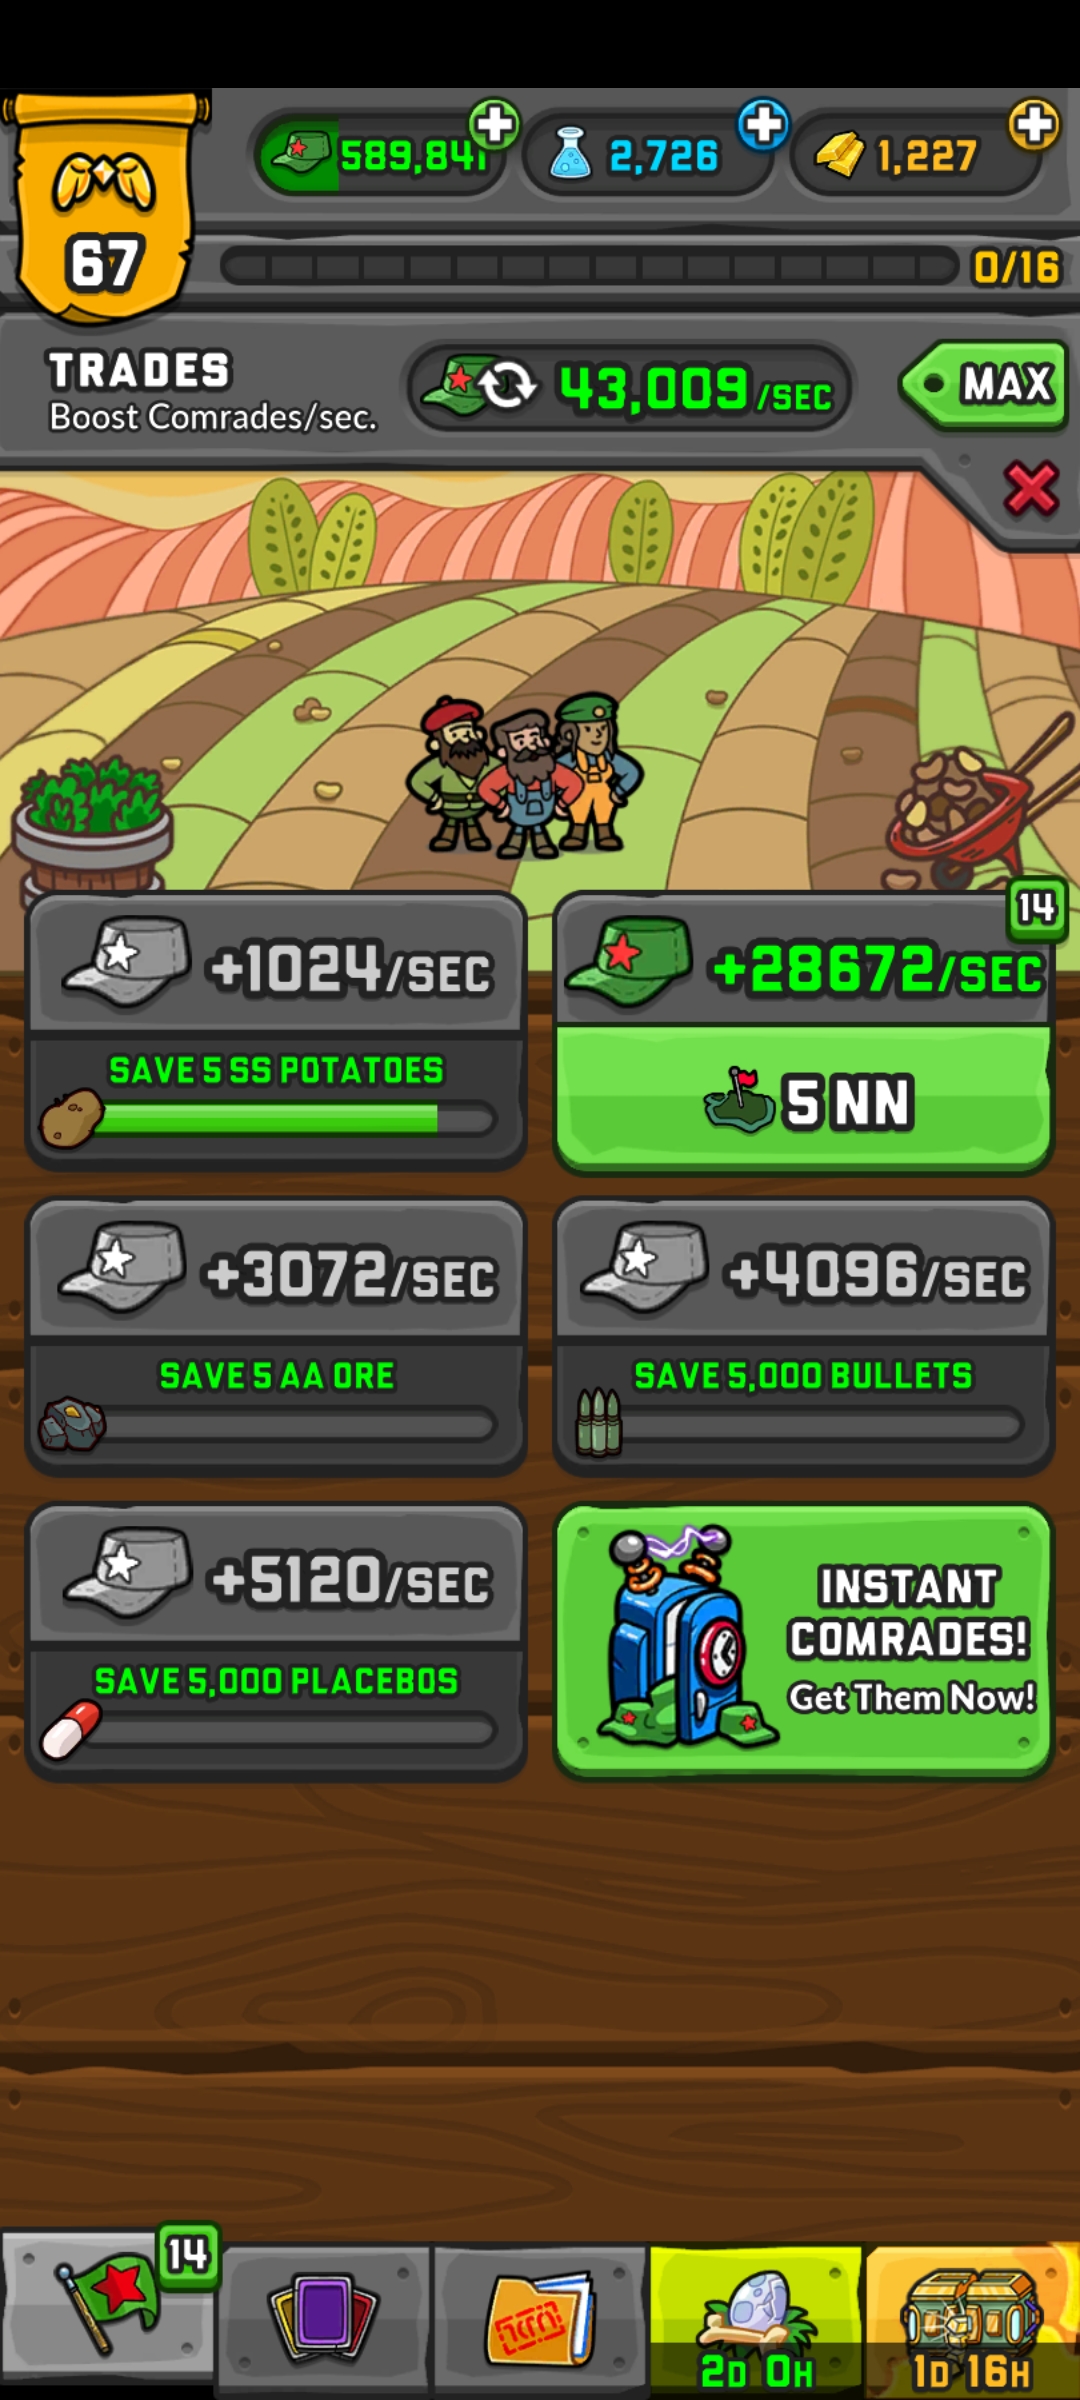 589,841
2,726
1,227
67
0/16
TRADES
Boost Comrades/sec.
43,009/SEC
MAX
14
+1024/SEC
+28672/SEC
SAVE 5 SS POTATOES
5 NN
+3072/SEC
+4096/SEC
SAVE 5 AA ORE
SAVE 5,000 BULLETS
+5120/SEC
SAVE 5,000 PLACEBOS
INSTANT
COMRADES!
Get Them Now!
14
2D 0H
1D 16H